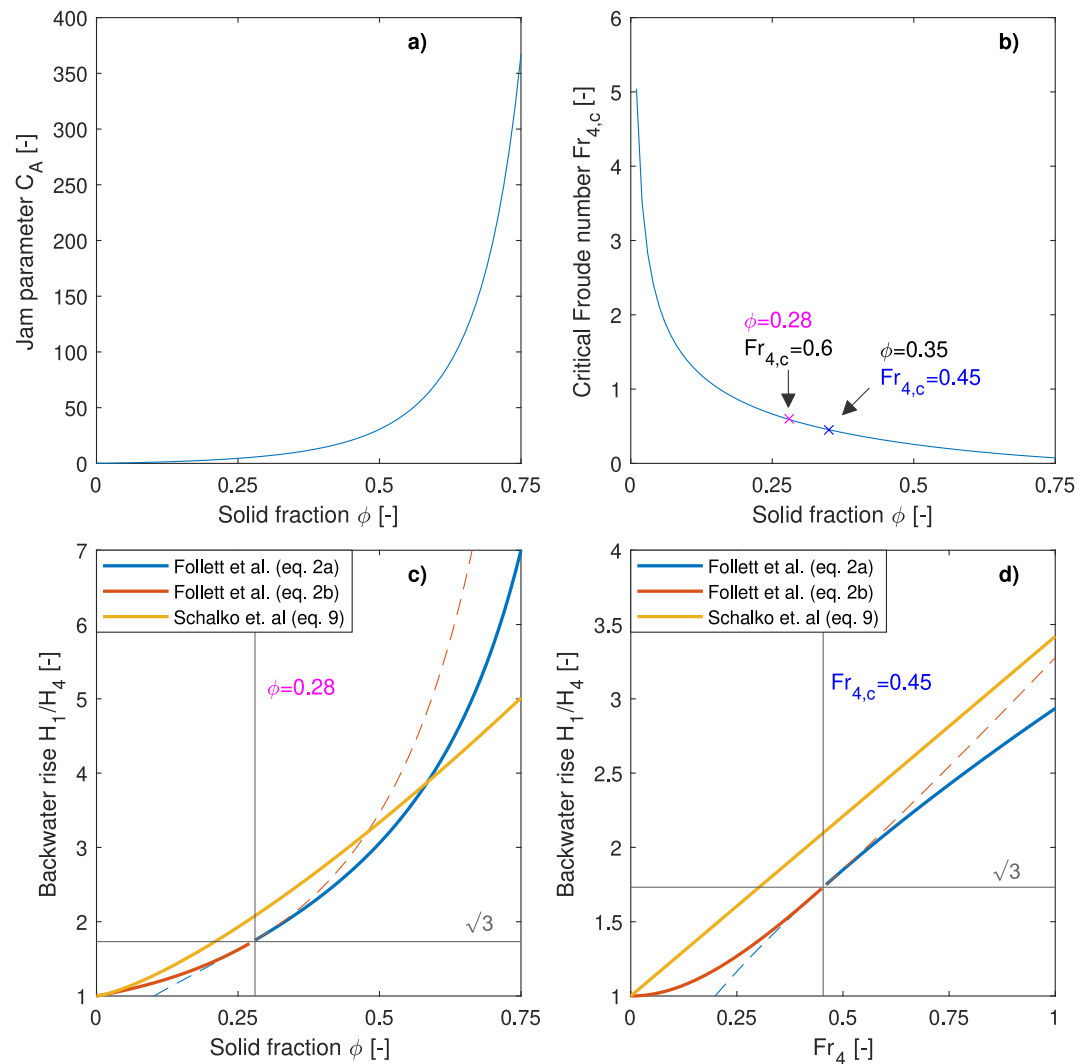 a)
Jam parameter C_A [-]
400
350
300
250
200
150
100
50
0
0 0.25 0.5 0.75
Solid fraction ϕ [-]
b)
Critical Froude number Fr_4,c [-]
6
5
4
3
2
1
0
ϕ=0.28
Fr_4,c=0.6
ϕ=0.35
Fr_4,c=0.45
0 0.25 0.5 0.75
Solid fraction ϕ [-]
c)
Follett et al. (eq. 2a)
Follett et al. (eq. 2b)
Schalko et. al (eq. 9)
Backwater rise H_1/H_4 [-]
7
6
5
4
3
2
1
ϕ=0.28
√3
0 0.25 0.5 0.75
Solid fraction ϕ [-]
d)
Follett et al. (eq. 2a)
Follett et al. (eq. 2b)
Schalko et. al (eq. 9)
Backwater rise H_1/H_4 [-]
4
3.5
3
2.5
2
1.5
1
Fr_4,c=0.45
√3
0 0.25 0.5 0.75 1
Fr_4 [-]